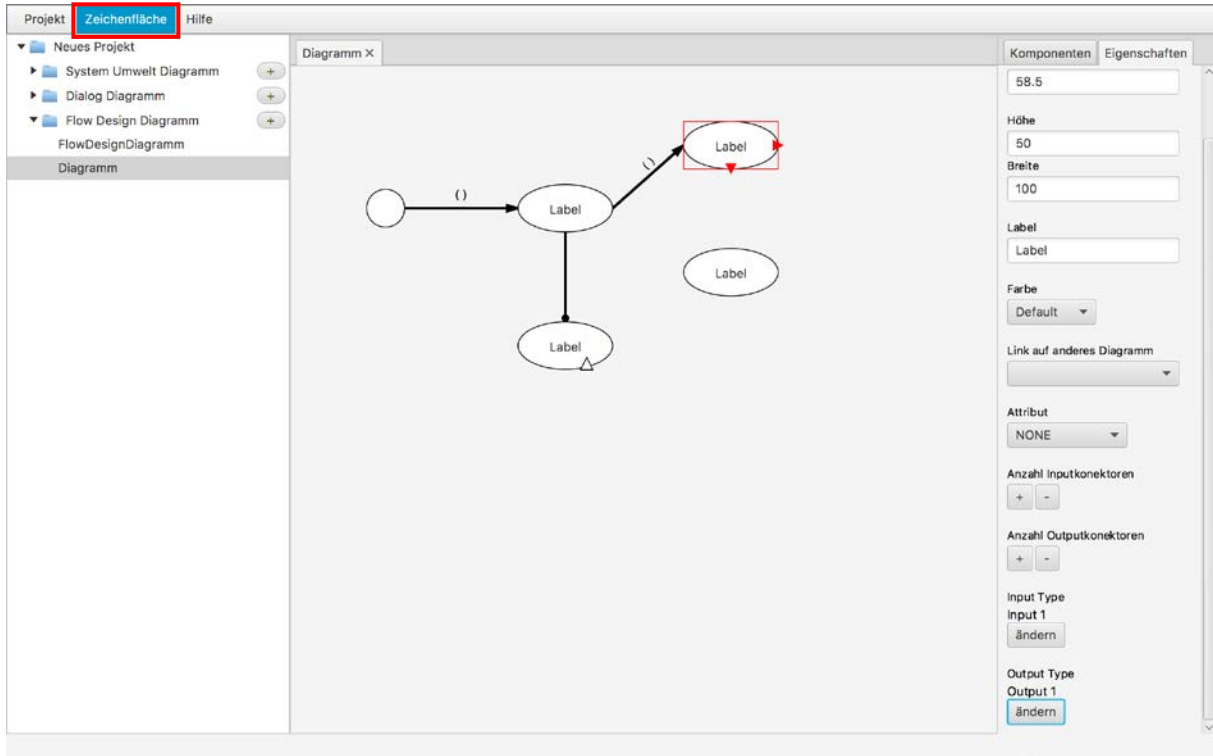 Projekt Zeichenfläche Hilfe
Neues Projekt
System Umwelt Diagramm +
Dialog Diagramm +
Flow Design Diagramm +
FlowDesignDiagramm
Diagramm
Diagramm ×
( )
( )
Label
Label
Label
Label
Komponenten Eigenschaften
58.5
Höhe
50
Breite
100
Label
Label
Farbe
Default
Link auf anderes Diagramm
Attribut
NONE
Anzahl Inputkonektoren
+ -
Anzahl Outputkonektoren
+ -
Input Type
Input 1
ändern
Output Type
Output 1
ändern